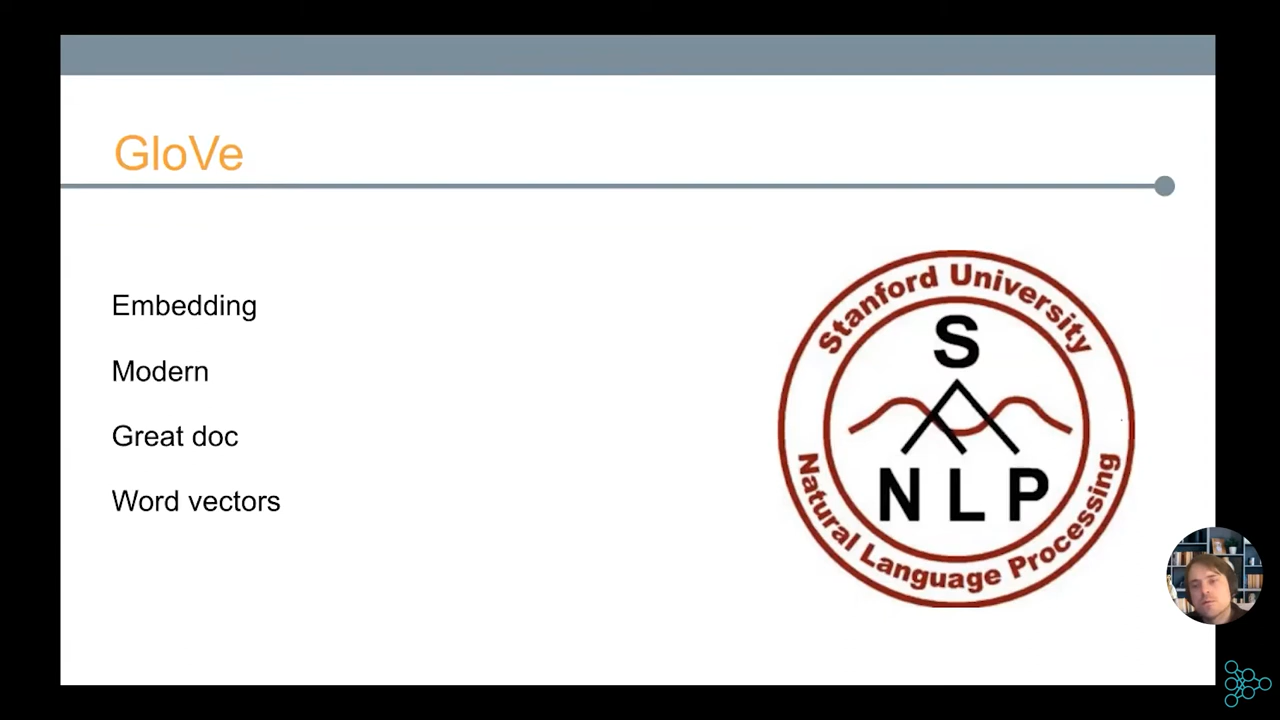 GloVe
Embedding
Modern
Great doc
Word vectors
Stanford University
S
NLP
Natural Language Processing